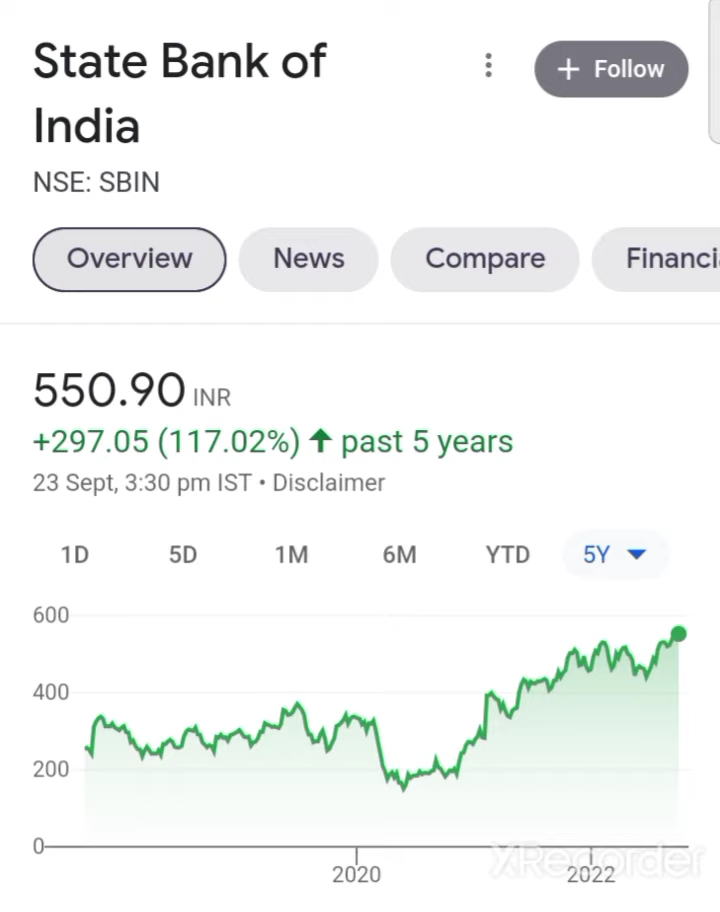 State Bank of
India
+ Follow
NSE: SBIN
Overview
News
Compare
Financi
550.90 INR
+297.05 (117.02%) ↑ past 5 years
23 Sept, 3:30 pm IST • Disclaimer
1D 5D 1M 6M YTD 5Y
600
400
200
0
2020 2022
XRecorder